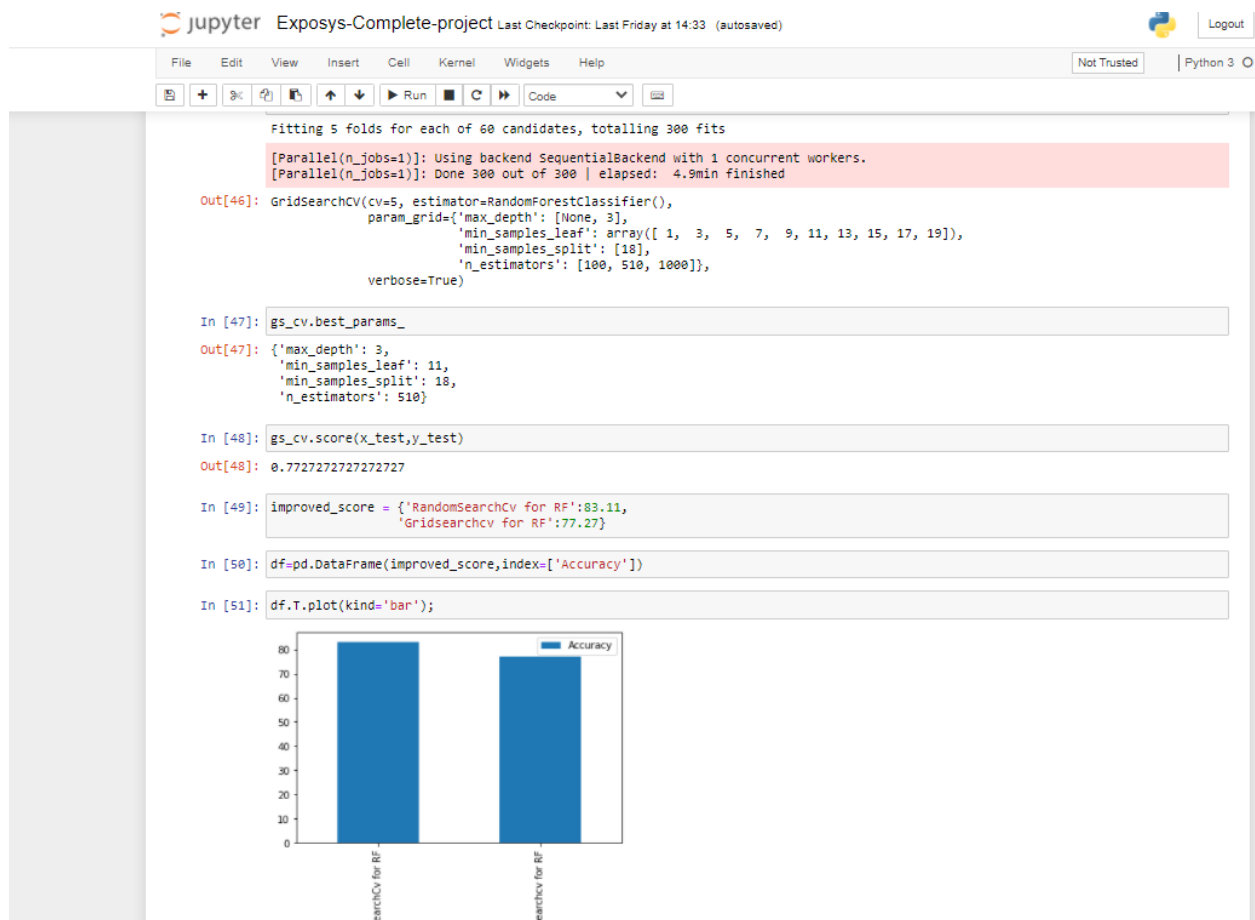 jupyter Exposys-Complete-project Last Checkpoint: Last Friday at 14:33 (autosaved)
Logout
File Edit View Insert Cell Kernel Widgets Help
Not Trusted
Python 3
Run
Code
Fitting 5 folds for each of 60 candidates, totalling 300 fits
[Parallel(n_jobs=1)]: Using backend SequentialBackend with 1 concurrent workers.
[Parallel(n_jobs=1)]: Done 300 out of 300 | elapsed:  4.9min finished
Out[46]: GridSearchCV(cv=5, estimator=RandomForestClassifier(),
param_grid={'max_depth': [None, 3],
'min_samples_leaf': array([ 1,  3,  5,  7,  9, 11, 13, 15, 17, 19]),
'min_samples_split': [18],
'n_estimators': [100, 510, 1000]},
verbose=True)
In [47]: gs_cv.best_params_
Out[47]: {'max_depth': 3,
'min_samples_leaf': 11,
'min_samples_split': 18,
'n_estimators': 510}
In [48]: gs_cv.score(x_test,y_test)
Out[48]: 0.7727272727272727
In [49]: improved_score = {'RandomSearchCv for RF':83.11,
'Gridsearchcv for RF':77.27}
In [50]: df=pd.DataFrame(improved_score,index=['Accuracy'])
In [51]: df.T.plot(kind='bar');
Accuracy
80
70
60
50
40
30
20
10
0
earchCv for RF
earchcv for RF